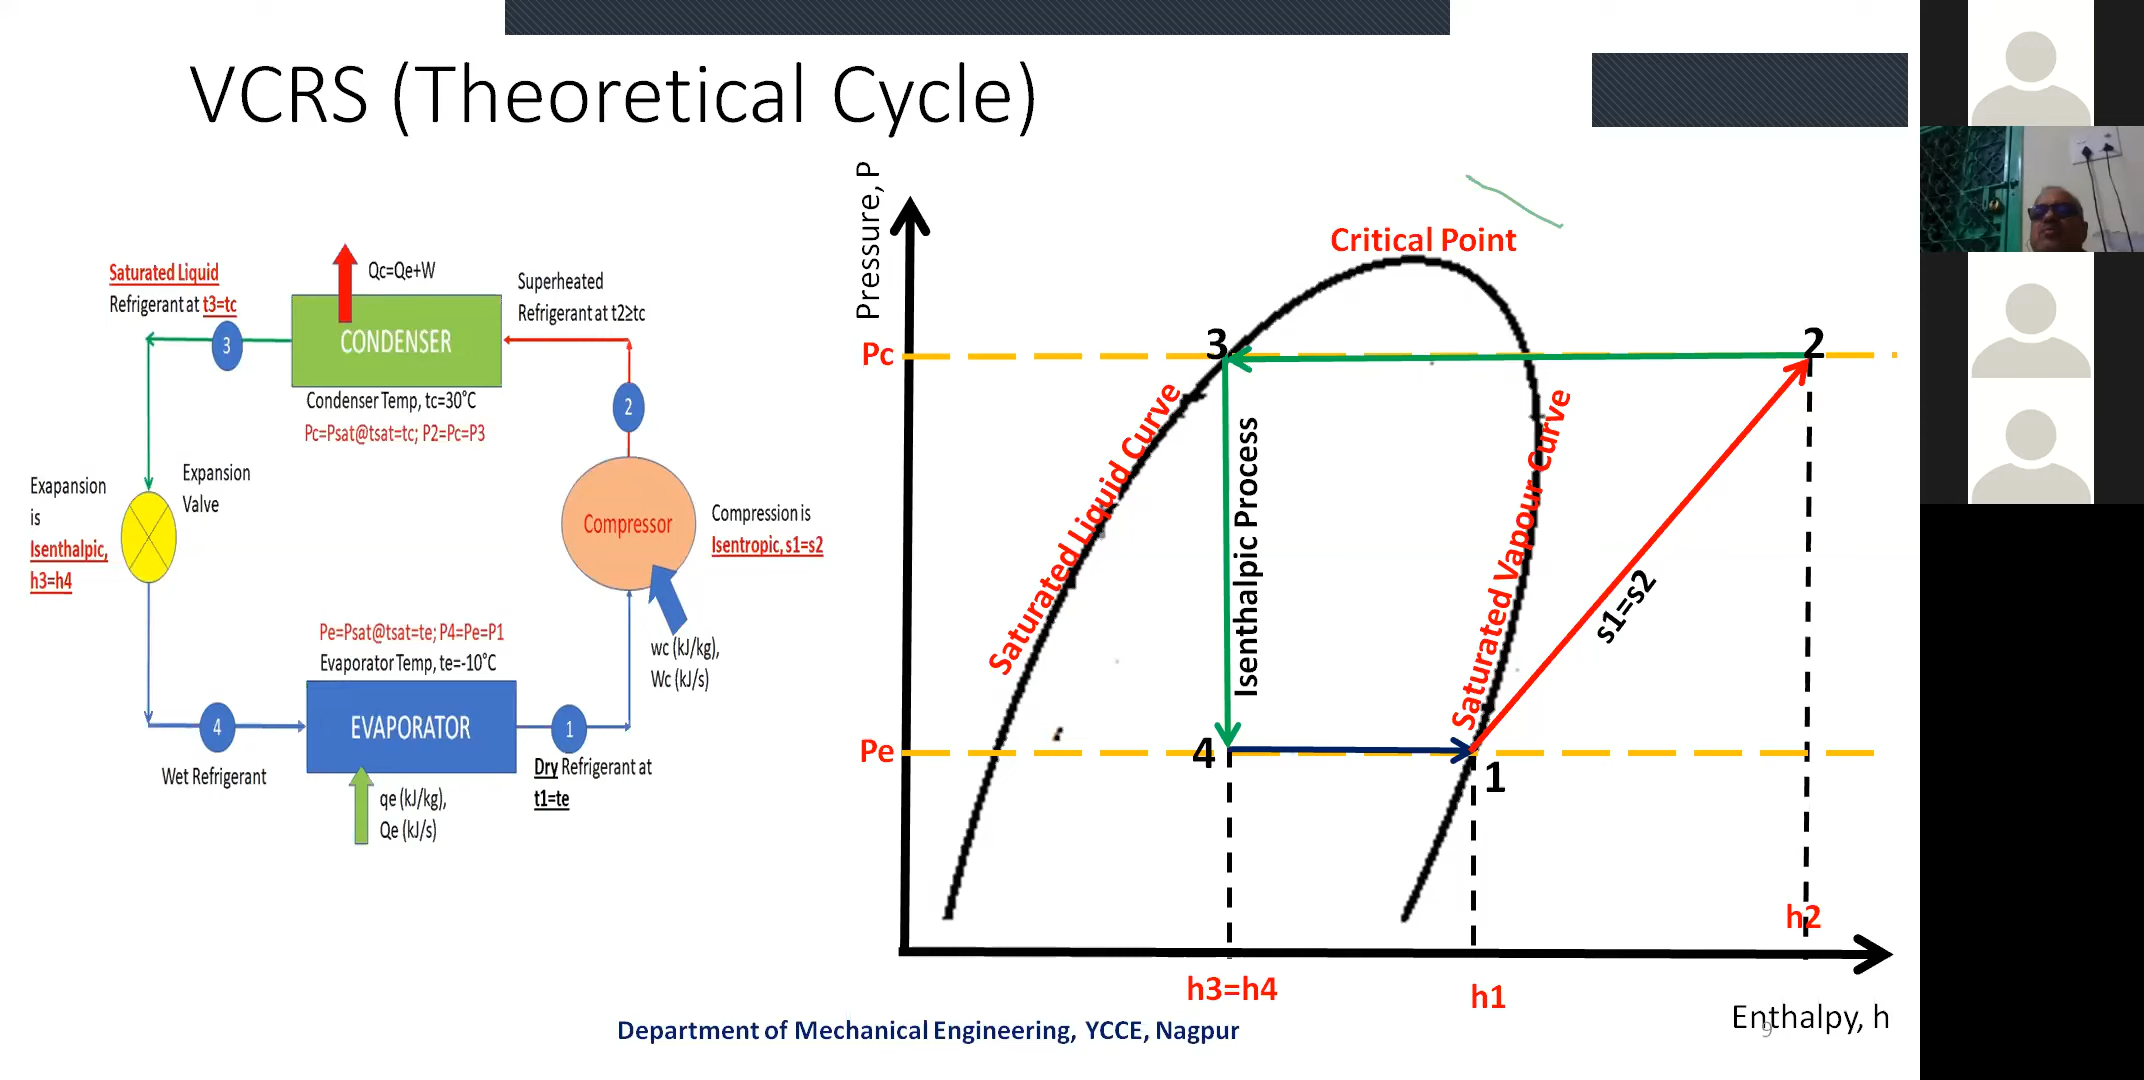 VCRS (Theoretical Cycle)
Saturated Liquid
Refrigerant at t3=tc
Qc=Qe+W
Superheated
Refrigerant at t2≥tc
3
CONDENSER
Condenser Temp, tc=30°C
Pc=Psat@tsat=tc; P2=Pc=P3
2
Exapansion
is
Isenthalpic,
h3=h4
Expansion
Valve
Compressor
Compression is
Isentropic, s1=s2
Pe=Psat@tsat=te; P4=Pe=P1
Evaporator Temp, te=-10°C
wc (kJ/kg),
Wc (kJ/s)
4
EVAPORATOR
1
Wet Refrigerant
Dry Refrigerant at
t1=te
qe (kJ/kg),
Qe (kJ/s)
Pressure, P
Critical Point
Pc
3
2
Saturated Liquid Curve
Isenthalpic Process
Saturated Vapour Curve
s1=s2
Pe
4
1
h2
h3=h4
h1
Enthalpy, h
9
Department of Mechanical Engineering, YCCE, Nagpur